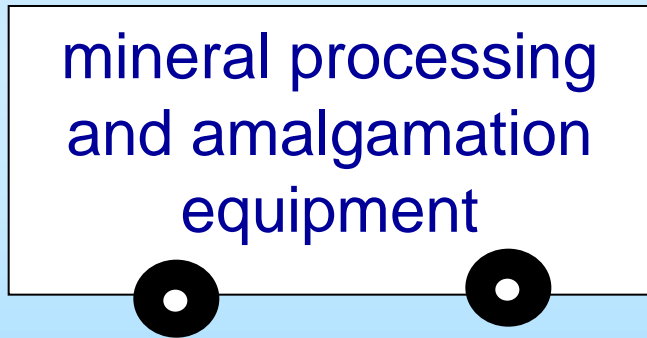 mineral processing
and amalgamation
equipment